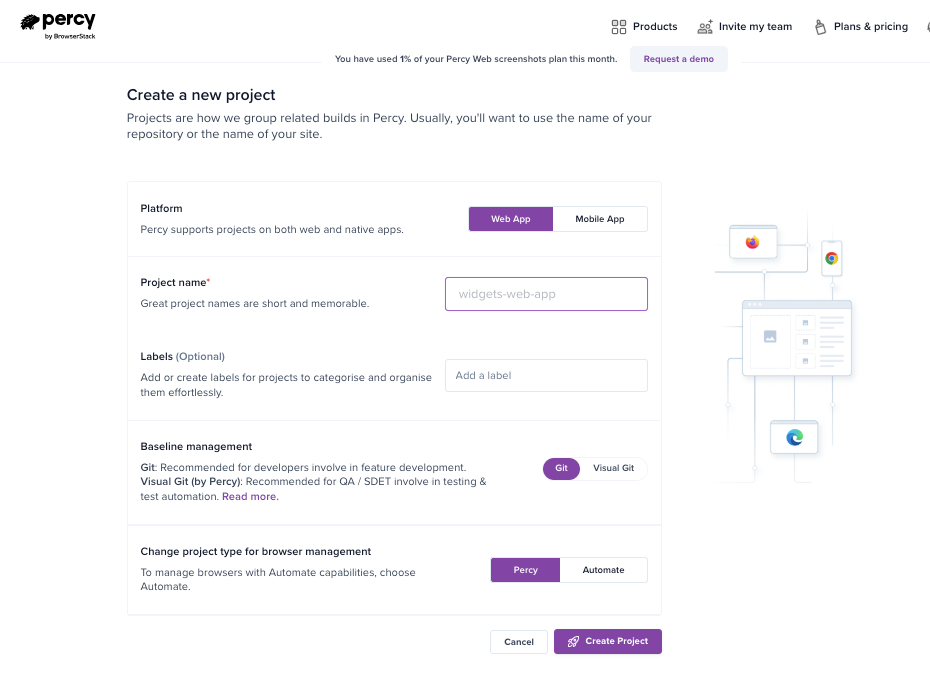 percy
by BrowserStack
Products
Invite my team
Plans & pricing
You have used 1% of your Percy Web screenshots plan this month.
Request a demo
Create a new project
Projects are how we group related builds in Percy. Usually, you'll want to use the name of your
repository or the name of your site.
Platform
Percy supports projects on both web and native apps.
Web App
Mobile App
Project name*
Great project names are short and memorable.
widgets-web-app
Labels (Optional)
Add or create labels for projects to categorise and organise
them effortlessly.
Add a label
Baseline management
Git: Recommended for developers involve in feature development.
Visual Git (by Percy): Recommended for QA / SDET involve in testing &
test automation. Read more.
Git
Visual Git
Change project type for browser management
To manage browsers with Automate capabilities, choose
Automate.
Percy
Automate
Cancel
Create Project